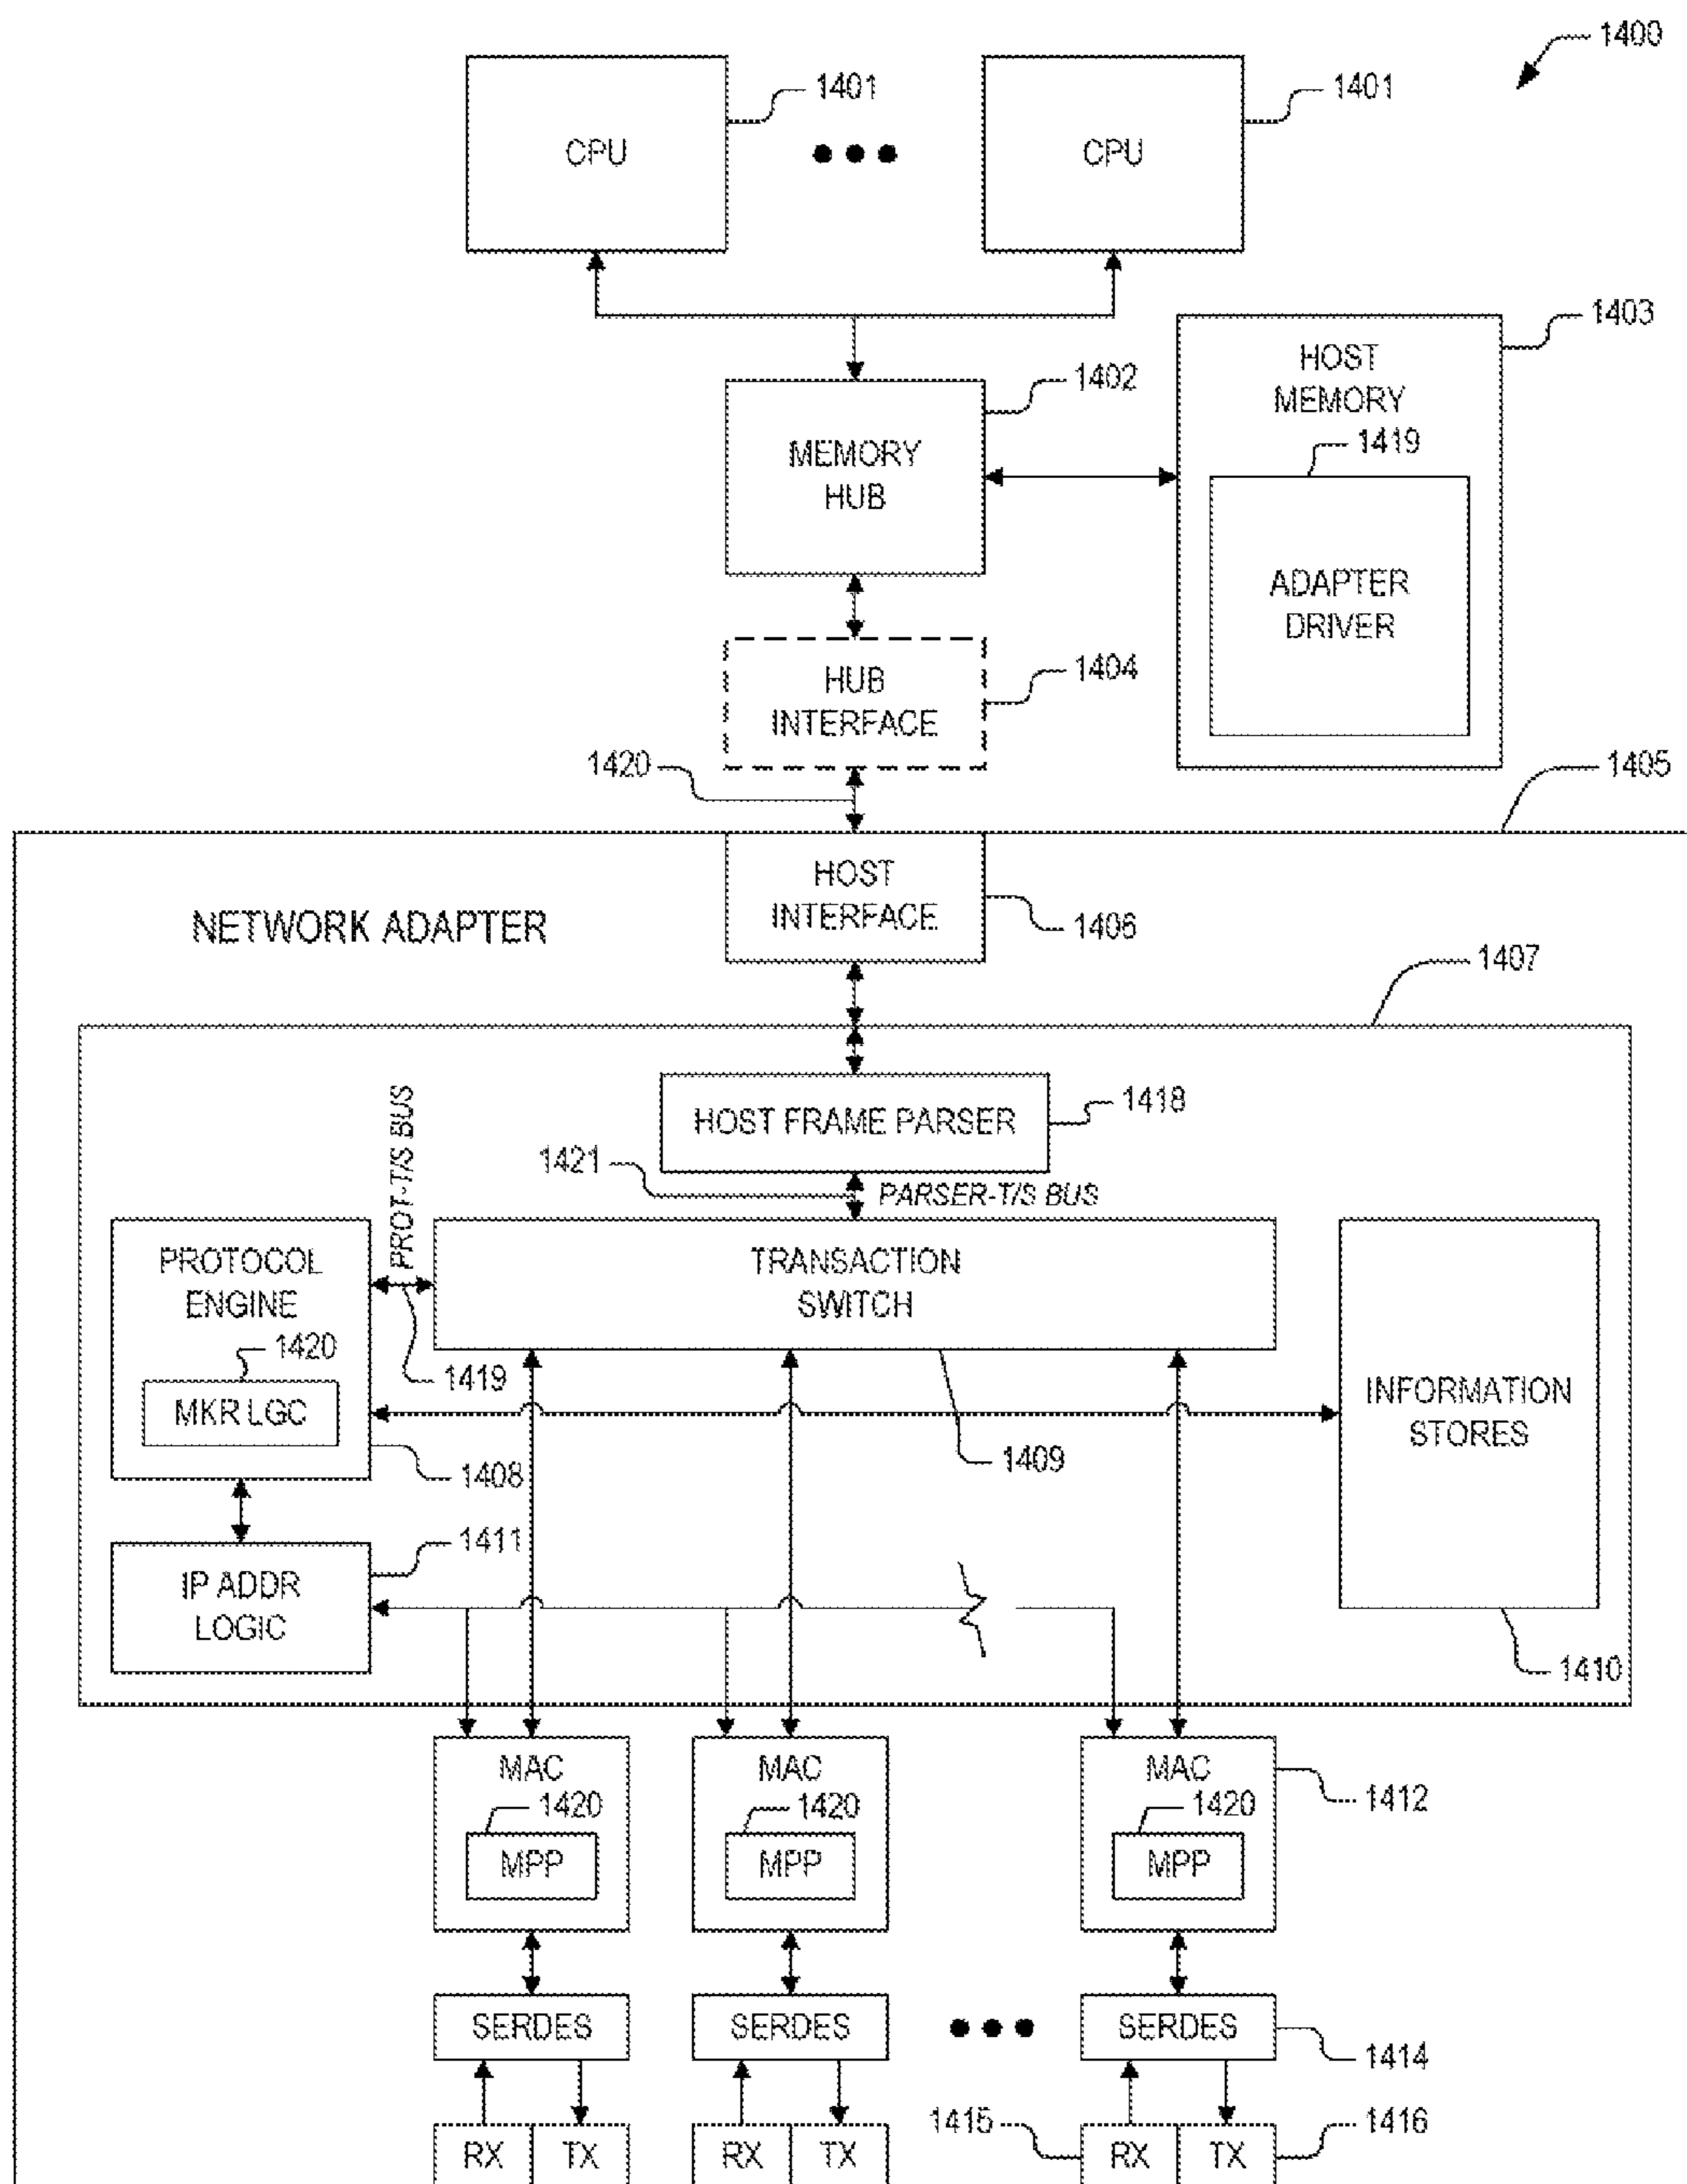 1400
1401
1401
CPU
CPU
1403
HOST
MEMORY
1402
1419
MEMORY
HUB
ADAPTER
DRIVER
HUB
INTERFACE
1404
1420
1405
HOST
INTERFACE
1406
NETWORK ADAPTER
1407
HOST FRAME PARSER
1418
PROT-T/S BUS
1421
PARSER-T/S BUS
PROTOCOL
ENGINE
TRANSACTION
SWITCH
1420
1419
MKR LGC
INFORMATION
STORES
1408
1409
1411
IP ADDR
LOGIC
1410
MAC
MAC
MAC
1412
1420
1420
1420
MPP
MPP
MPP
SERDES
SERDES
SERDES
1414
1415
1416
RX
TX
RX
TX
RX
TX